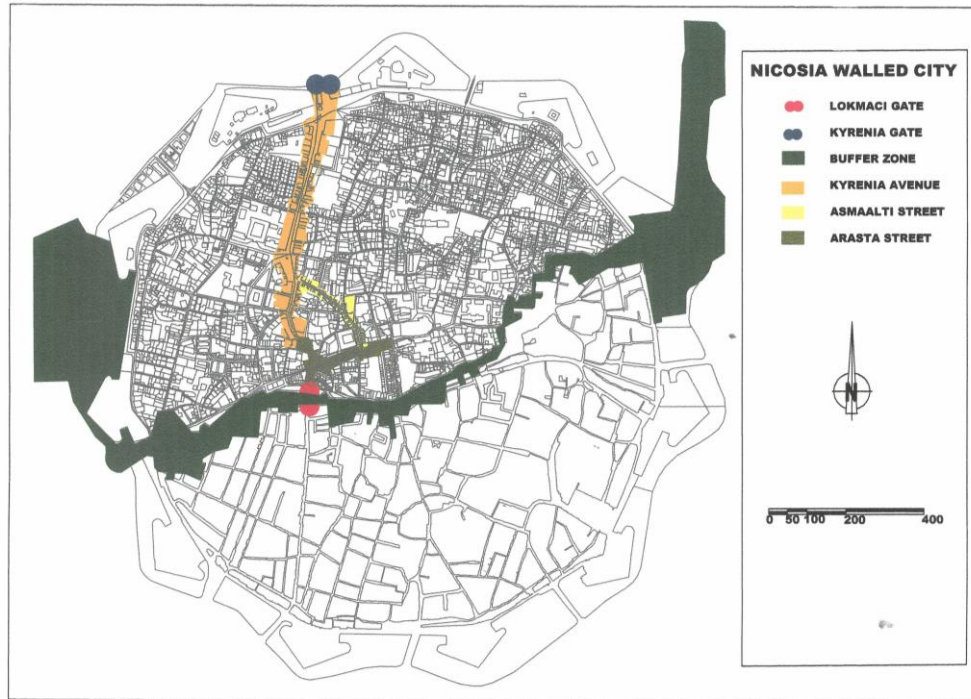 NICOSIA WALLED CITY
LOKMACI GATE
KYRENIA GATE
BUFFER ZONE
KYRENIA AVENUE
ASMAALTI STREET
ARASTA STREET
N
0 50 100 200 400